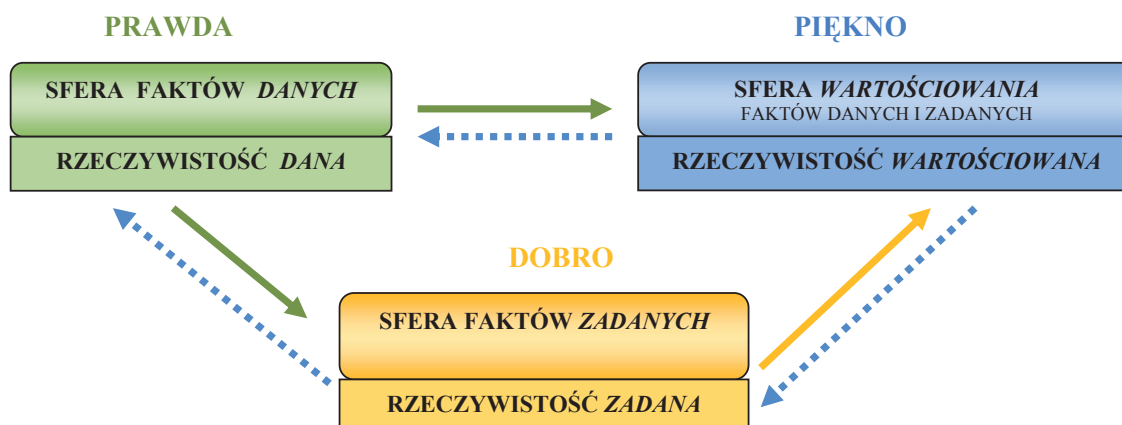 PRAWDA
SFERA FAKTÓW DANYCH
RZECZYWISTOŚĆ DANA
PIĘKNO
SFERA WARTOŚCIOWANIA
FAKTÓW DANYCH I ZADANYCH
RZECZYWISTOŚĆ WARTOŚCIOWANA
DOBRO
SFERA FAKTÓW ZADANYCH
RZECZYWISTOŚĆ ZADANA